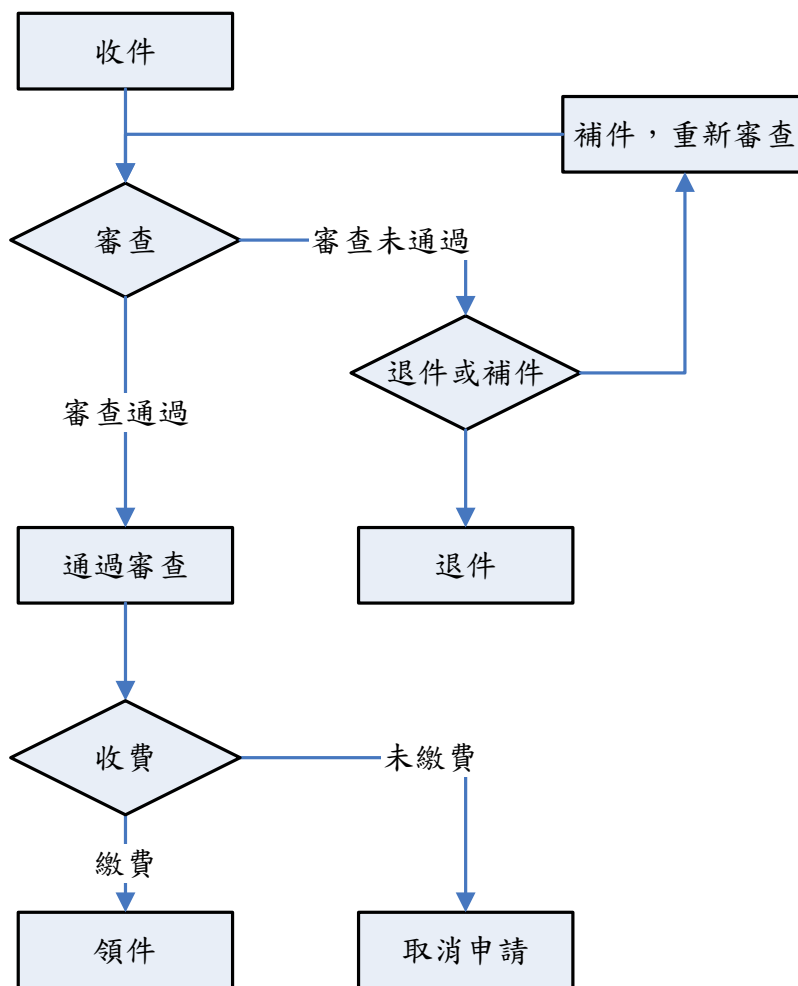 收件
補件，重新審查
審查
審查未通過
退件或補件
審查通過
通過審查
退件
收費
未繳費
繳費
領件
取消申請